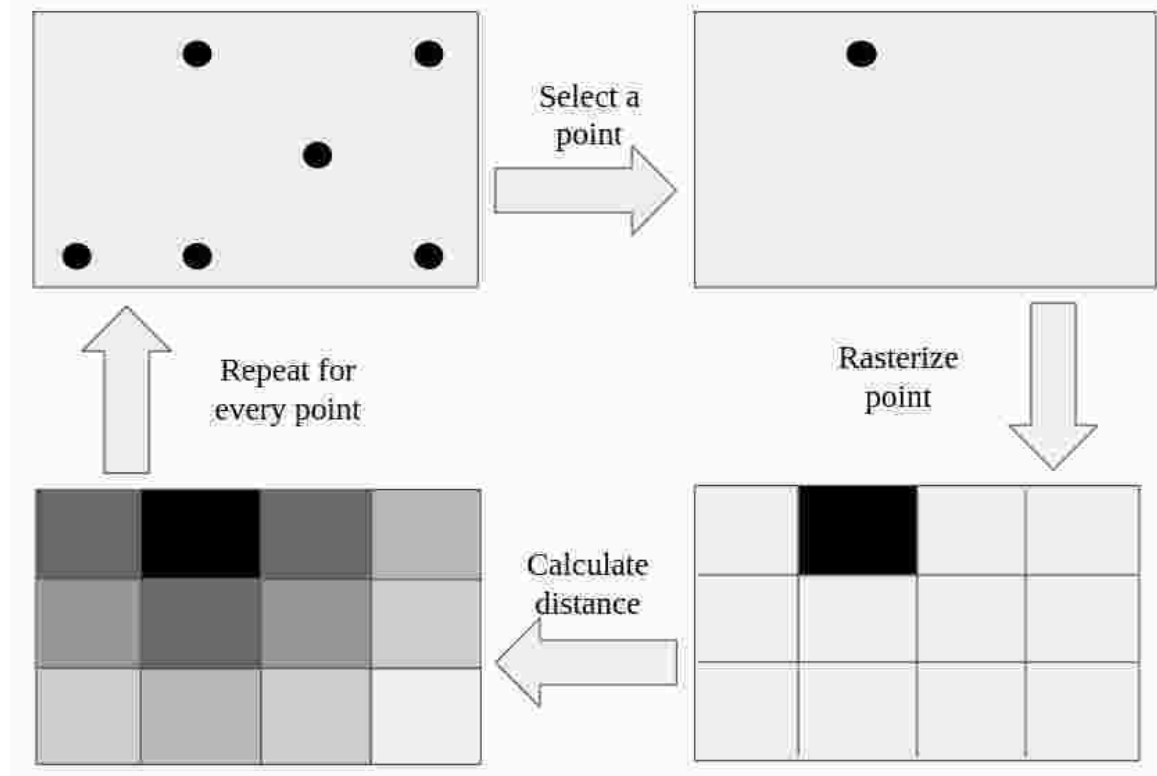 Select a
point
Rasterize
point
Calculate
distance
Repeat for
every point